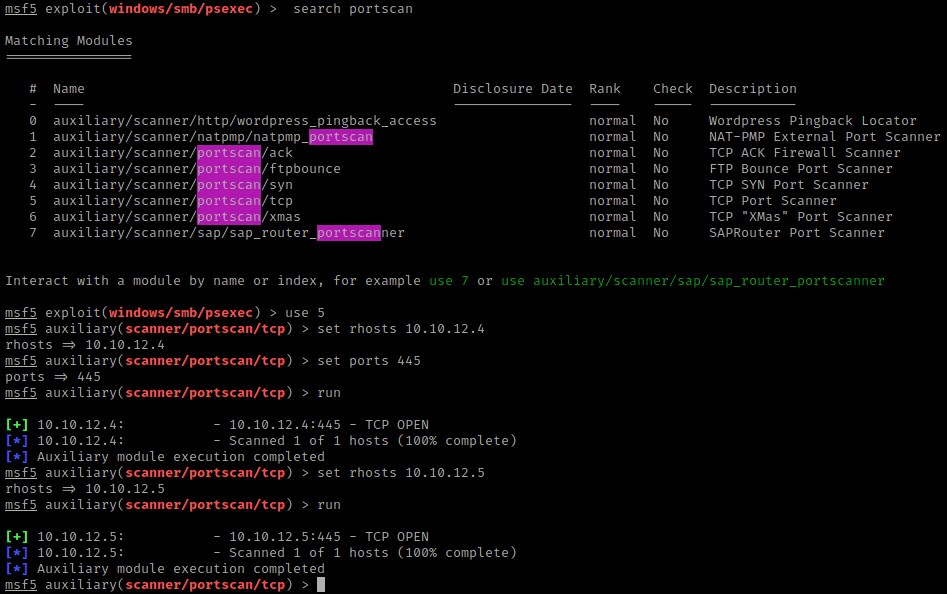 msf5 exploit(windows/smb/psexec) > search portscan
Matching Modules
================
# Name Disclosure Date Rank Check Description
- ---- --------------- ---- ----- -----------
0 auxiliary/scanner/http/wordpress_pingback_access normal No Wordpress Pingback Locator
1 auxiliary/scanner/natpmp/natpmp_portscan normal No NAT-PMP External Port Scanner
2 auxiliary/scanner/portscan/ack normal No TCP ACK Firewall Scanner
3 auxiliary/scanner/portscan/ftpbounce normal No FTP Bounce Port Scanner
4 auxiliary/scanner/portscan/syn normal No TCP SYN Port Scanner
5 auxiliary/scanner/portscan/tcp normal No TCP Port Scanner
6 auxiliary/scanner/portscan/xmas normal No TCP "XMas" Port Scanner
7 auxiliary/scanner/sap/sap_router_portscanner normal No SAPRouter Port Scanner
Interact with a module by name or index, for example use 7 or use auxiliary/scanner/sap/sap_router_portscanner
msf5 exploit(windows/smb/psexec) > use 5
msf5 auxiliary(scanner/portscan/tcp) > set rhosts 10.10.12.4
rhosts => 10.10.12.4
msf5 auxiliary(scanner/portscan/tcp) > set ports 445
ports => 445
msf5 auxiliary(scanner/portscan/tcp) > run
[+] 10.10.12.4: - 10.10.12.4:445 - TCP OPEN
[*] 10.10.12.4: - Scanned 1 of 1 hosts (100% complete)
[*] Auxiliary module execution completed
msf5 auxiliary(scanner/portscan/tcp) > set rhosts 10.10.12.5
rhosts => 10.10.12.5
msf5 auxiliary(scanner/portscan/tcp) > run
[+] 10.10.12.5: - 10.10.12.5:445 - TCP OPEN
[*] 10.10.12.5: - Scanned 1 of 1 hosts (100% complete)
[*] Auxiliary module execution completed
msf5 auxiliary(scanner/portscan/tcp) >